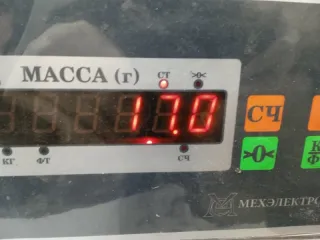 МАССА (г) СТ >0<
17.0 СЧ
КГ ФТ СЧ >0<
МЕХЭЛЕКТРО